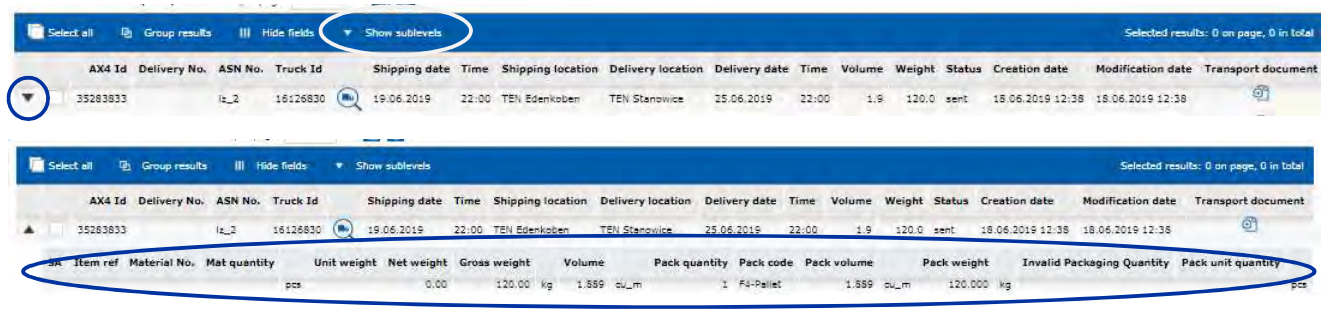 Select all Group results Hide fields Show sublevels Selected results: 0 on page, 0 in total
AX4 Id Delivery No. ASN No. Truck Id Shipping date Time Shipping location Delivery location Delivery date Time Volume Weight Status Creation date Modification date Transport document
35283833 lz_2 16126830 19.06.2019 22:00 TEN Edenkoben TEN Stanowice 25.06.2019 22:00 1.9 120.0 sent 18.06.2019 12:38 18.06.2019 12:38
Select all Group results Hide fields Show sublevels Selected results: 0 on page, 0 in total
AX4 Id Delivery No. ASN No. Truck Id Shipping date Time Shipping location Delivery location Delivery date Time Volume Weight Status Creation date Modification date Transport document
35283833 lz_2 16126830 19.06.2019 22:00 TEN Edenkoben TEN Stanowice 25.06.2019 22:00 1.9 120.0 sent 18.06.2019 12:38 18.06.2019 12:38
SA Item ref Material No. Mat quantity Unit weight Net weight Gross weight Volume Pack quantity Pack code Pack volume Pack weight Invalid Packaging Quantity Pack unit quantity
pcs 0.00 120.00 kg 1.859 cu_m 1 F4-Pallet 1.859 cu_m 120.000 kg pcs